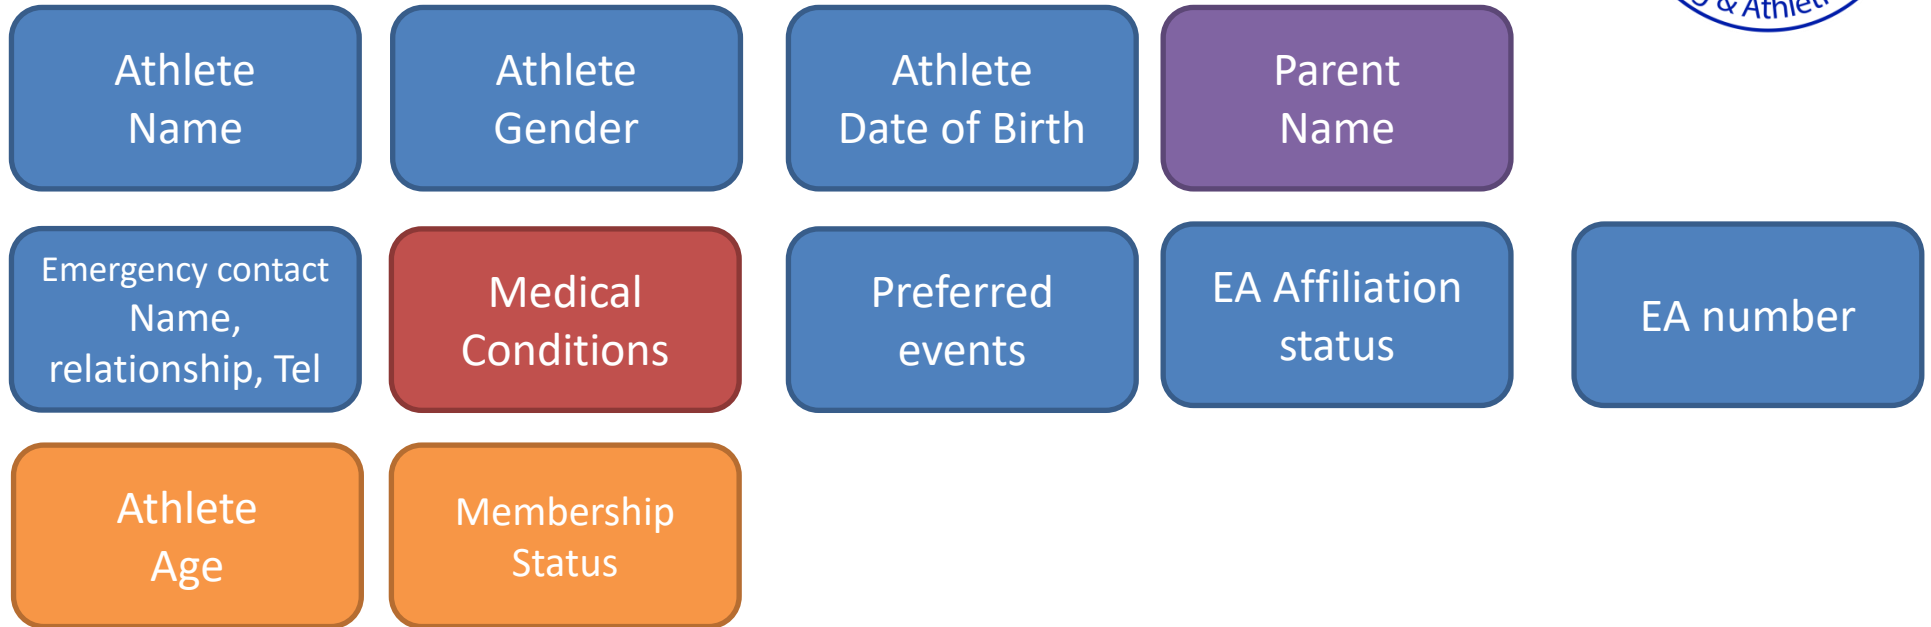 & Athleti
Athlete
Name
Athlete
Gender
Athlete
Date of Birth
Parent
Name
Emergency contact
Name,
relationship, Tel
Medical
Conditions
Preferred
events
EA Affiliation
status
EA number
Athlete
Age
Membership
Status